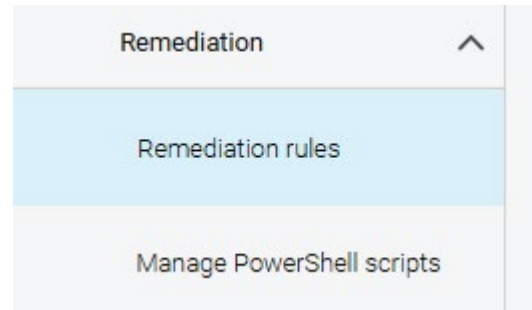 Remediation
Remediation rules
Manage PowerShell scripts